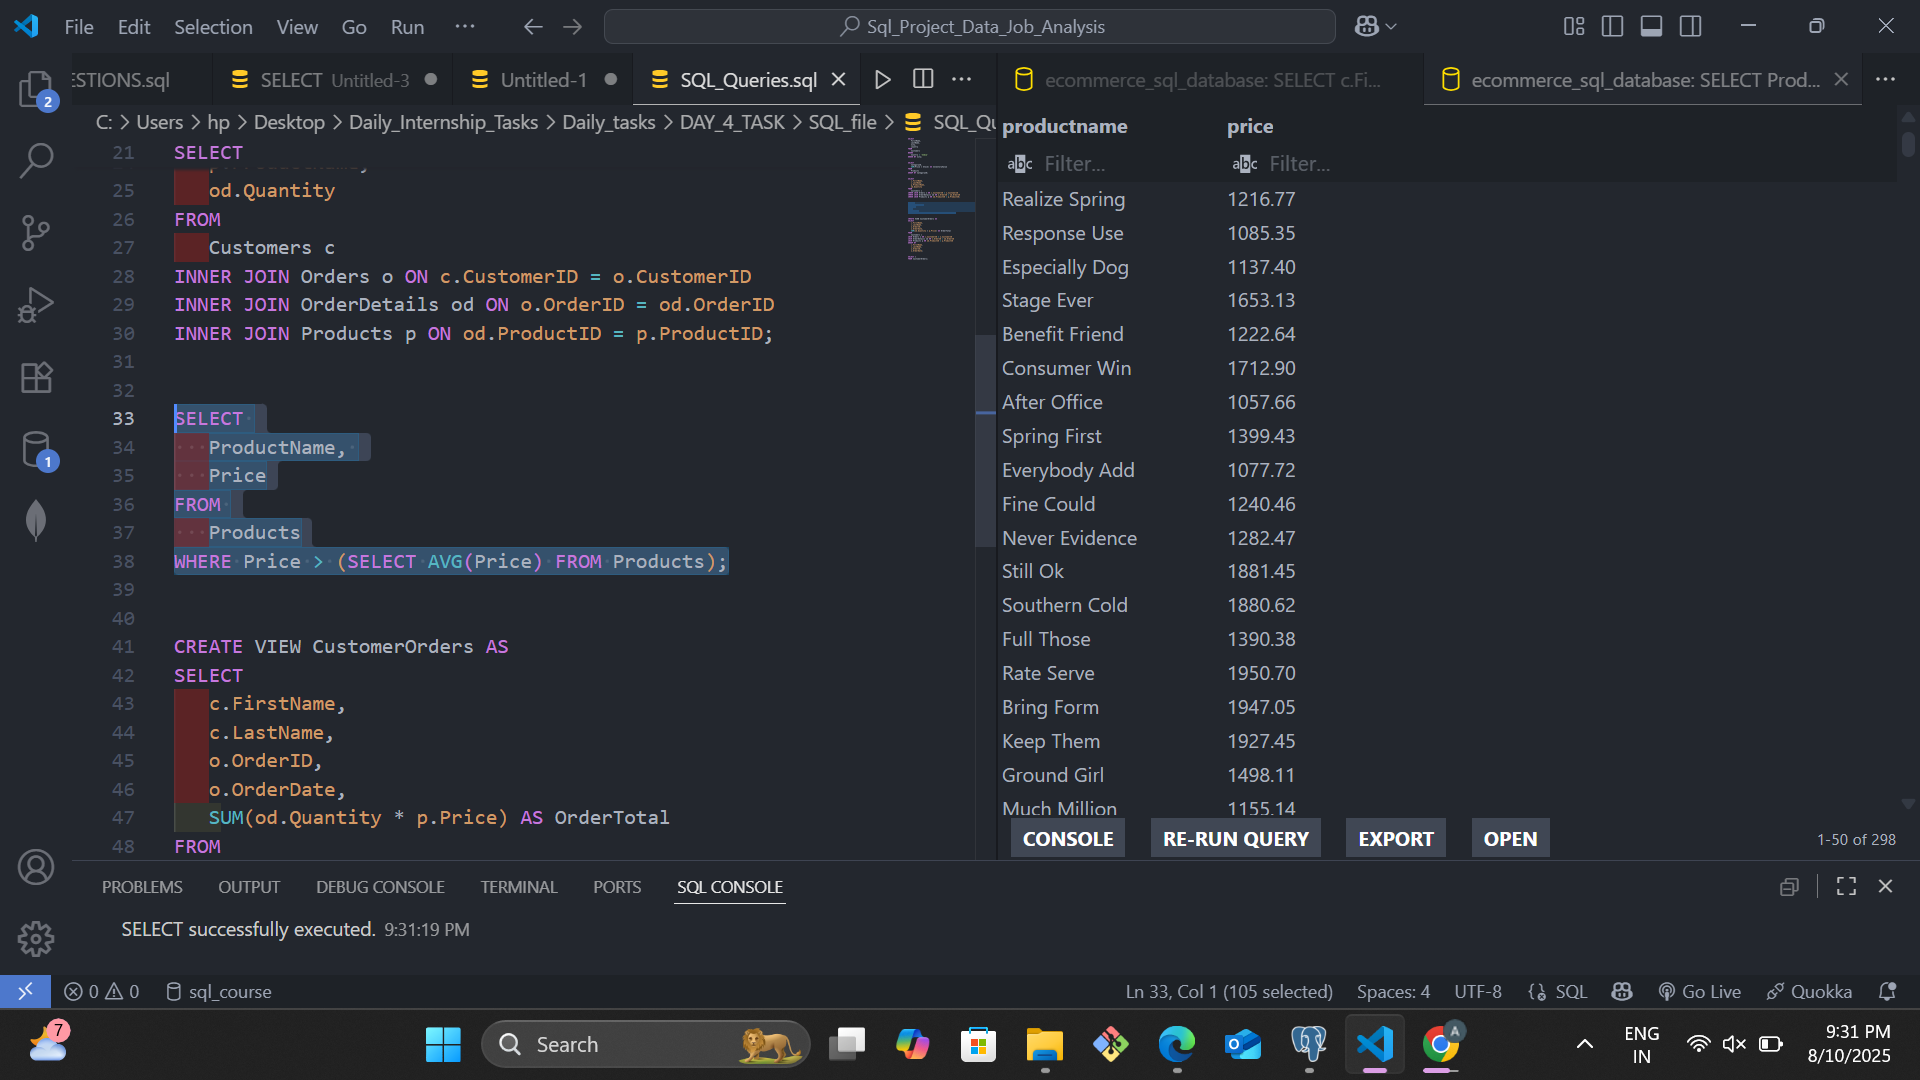 File Edit Selection View Go Run ···
Sql_Project_Data_Job_Analysis
ESTIONS.sql
SELECT Untitled-3
Untitled-1
SQL_Queries.sql
ecommerce_sql_database: SELECT c.Fi...
ecommerce_sql_database: SELECT Prod...
C: > Users > hp > Desktop > Daily_Internship_Tasks > Daily_tasks > DAY_4_TASK > SQL_file > SQL_Qu
21 SELECT
25 od.Quantity
26 FROM
27 Customers c
28 INNER JOIN Orders o ON c.CustomerID = o.CustomerID
29 INNER JOIN OrderDetails od ON o.OrderID = od.OrderID
30 INNER JOIN Products p ON od.ProductID = p.ProductID;
31
32
33 SELECT
34 ProductName,
35 Price
36 FROM
37 Products
38 WHERE Price > (SELECT AVG(Price) FROM Products);
39
40
41 CREATE VIEW CustomerOrders AS
42 SELECT
43 c.FirstName,
44 c.LastName,
45 o.OrderID,
46 o.OrderDate,
47 SUM(od.Quantity * p.Price) AS OrderTotal
48 FROM
productname price
abc Filter... abc Filter...
Realize Spring 1216.77
Response Use 1085.35
Especially Dog 1137.40
Stage Ever 1653.13
Benefit Friend 1222.64
Consumer Win 1712.90
After Office 1057.66
Spring First 1399.43
Everybody Add 1077.72
Fine Could 1240.46
Never Evidence 1282.47
Still Ok 1881.45
Southern Cold 1880.62
Full Those 1390.38
Rate Serve 1950.70
Bring Form 1947.05
Keep Them 1927.45
Ground Girl 1498.11
Much Million 1155.14
CONSOLE RE-RUN QUERY EXPORT OPEN 1-50 of 298
2
1
PROBLEMS OUTPUT DEBUG CONSOLE TERMINAL PORTS SQL CONSOLE
SELECT successfully executed. 9:31:19 PM
0 0 sql_course Ln 33, Col 1 (105 selected) Spaces: 4 UTF-8 SQL Go Live Quokka
7
Search
A
ENG
IN
9:31 PM
8/10/2025